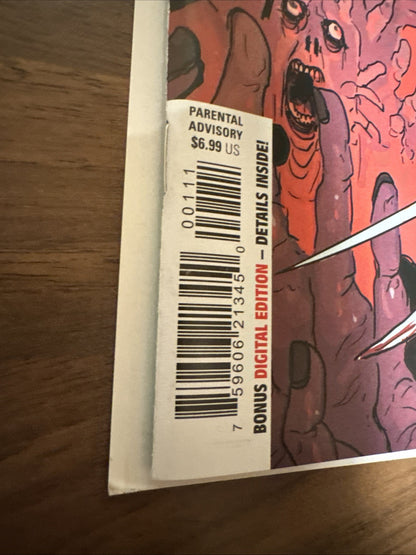 PARENTAL
ADVISORY
$6.99 US
00111
7 59606 21345 0
BONUS DIGITAL EDITION – DETAILS INSIDE!